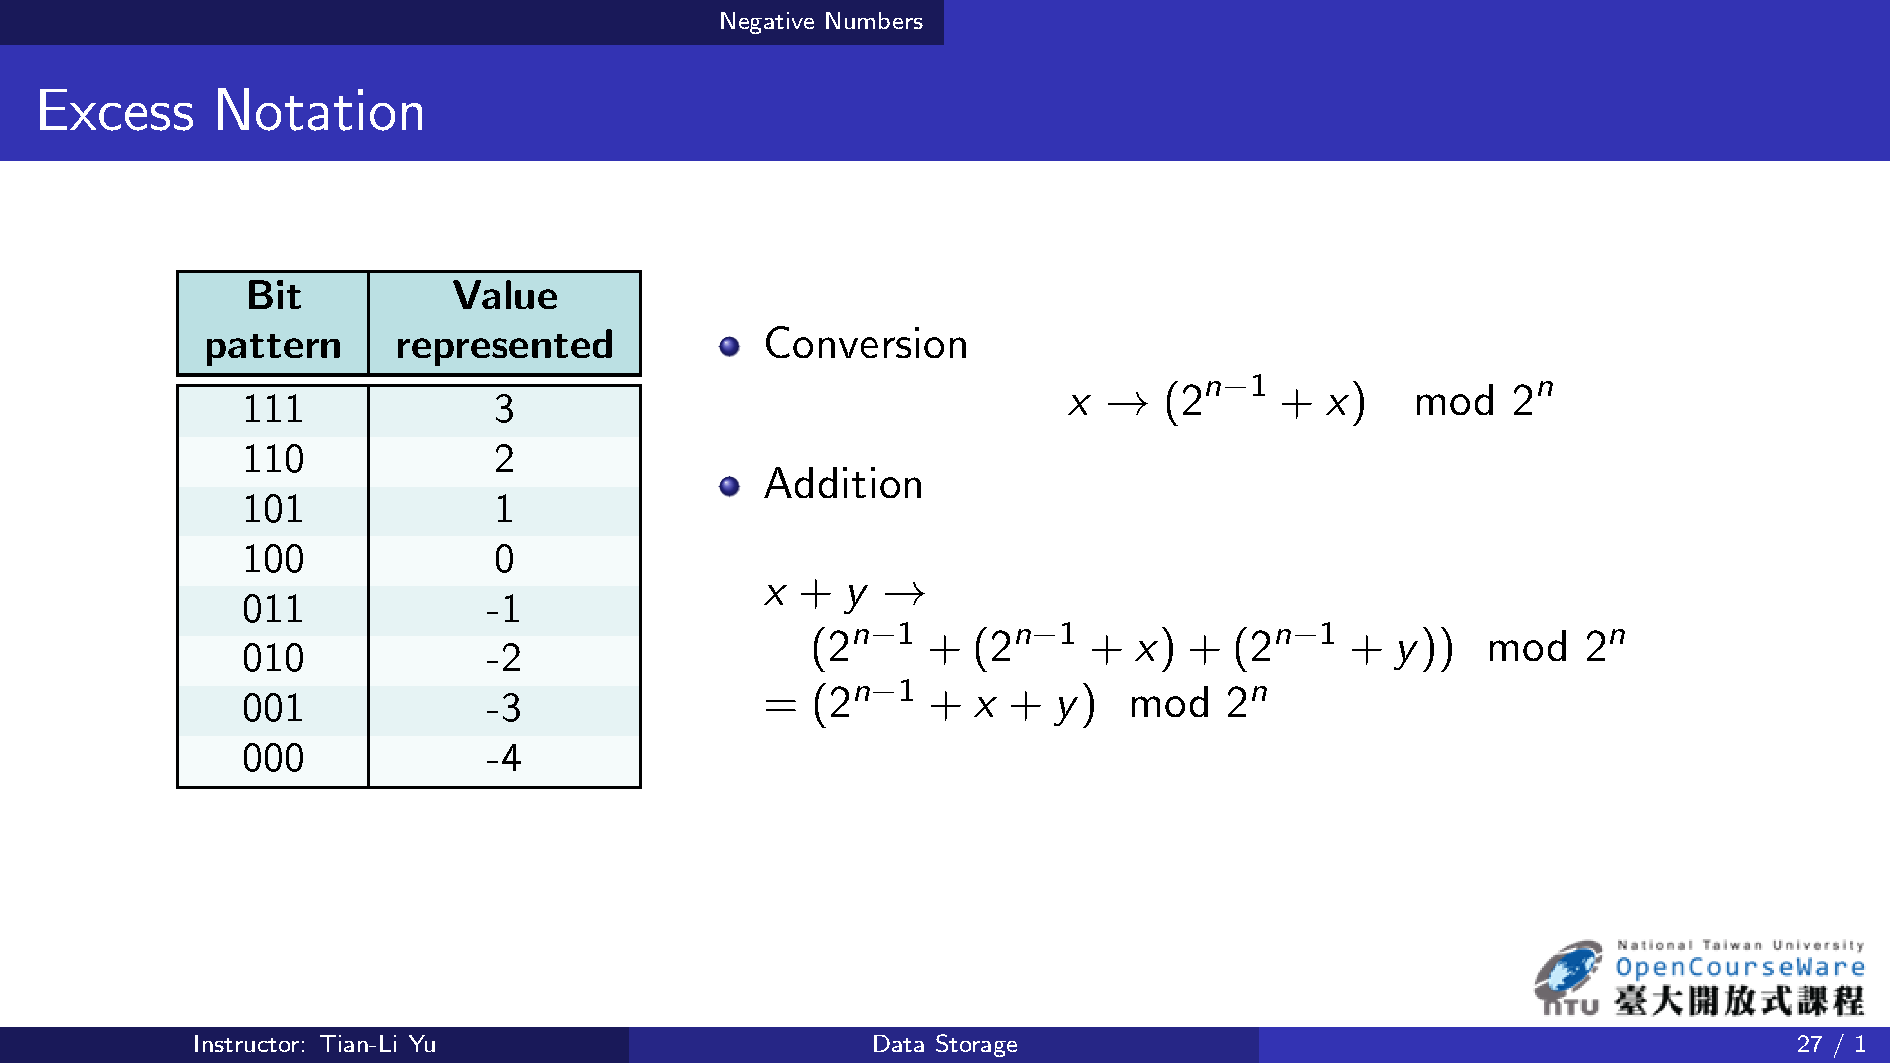 Negative Numbers
Excess Notation
Bit pattern Value represented
111 3
110 2
101 1
100 0
011 -1
010 -2
001 -3
000 -4
Conversion
x → (2^{n−1} + x) mod 2^n
Addition
x + y →
(2^{n−1} + (2^{n−1} + x) + (2^{n−1} + y)) mod 2^n
= (2^{n−1} + x + y) mod 2^n
National Taiwan University
OpenCourseWare
NTU 臺大開放式課程
Instructor: Tian-Li Yu Data Storage 27 / 1